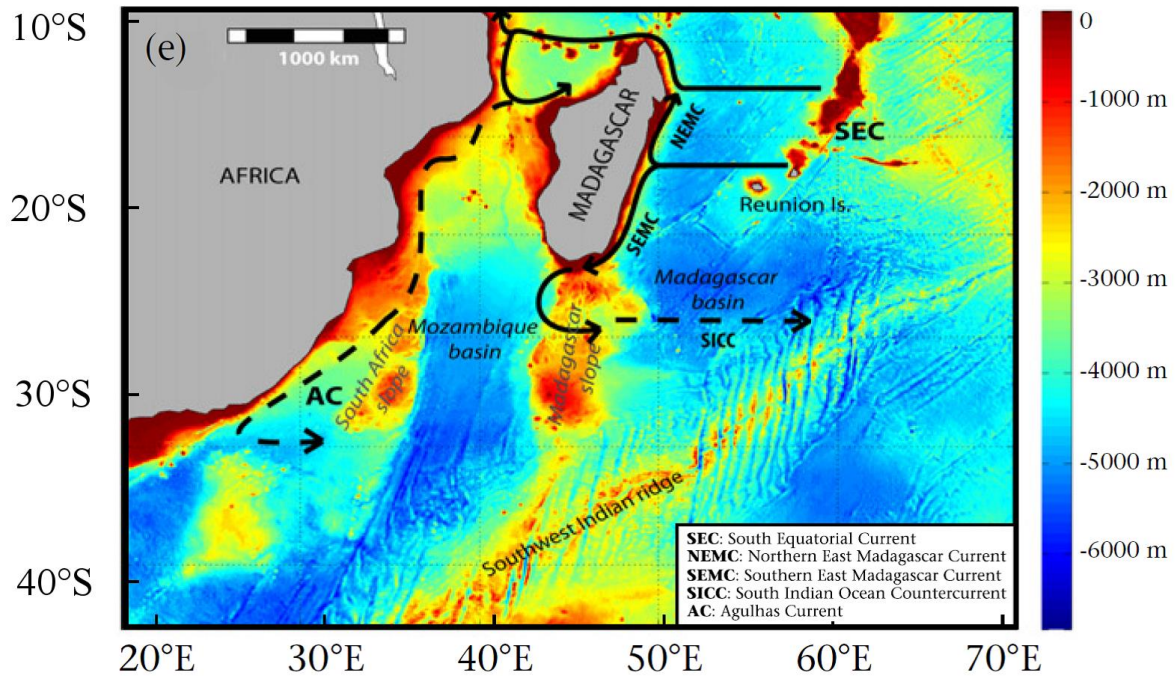 10°S
20°S
30°S
40°S
(e)
1000 km
AFRICA
MADAGASCAR
NEMC
SEC
Reunion Is.
SEMC
Madagascar
basin
SICC
Mozambique
basin
Madagascar
slope
South Africa
slope
AC
Southwest Indian ridge
SEC: South Equatorial Current
NEMC: Northern East Madagascar Current
SEMC: Southern East Madagascar Current
SICC: South Indian Ocean Countercurrent
AC: Agulhas Current
20°E
30°E
40°E
50°E
60°E
70°E
0
-1000 m
-2000 m
-3000 m
-4000 m
-5000 m
-6000 m